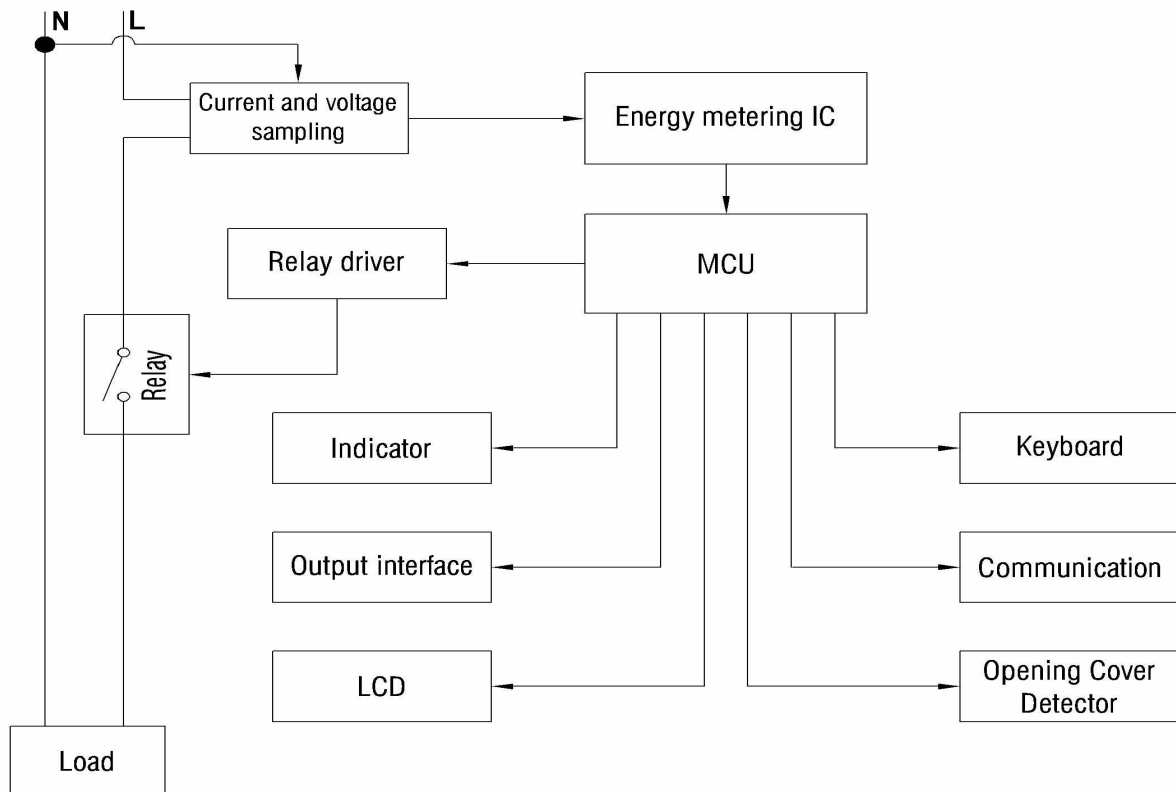 N L
Current and voltage
sampling
Energy metering IC
Relay driver
MCU
Relay
Indicator
Keyboard
Output interface
Communication
LCD
Opening Cover
Detector
Load